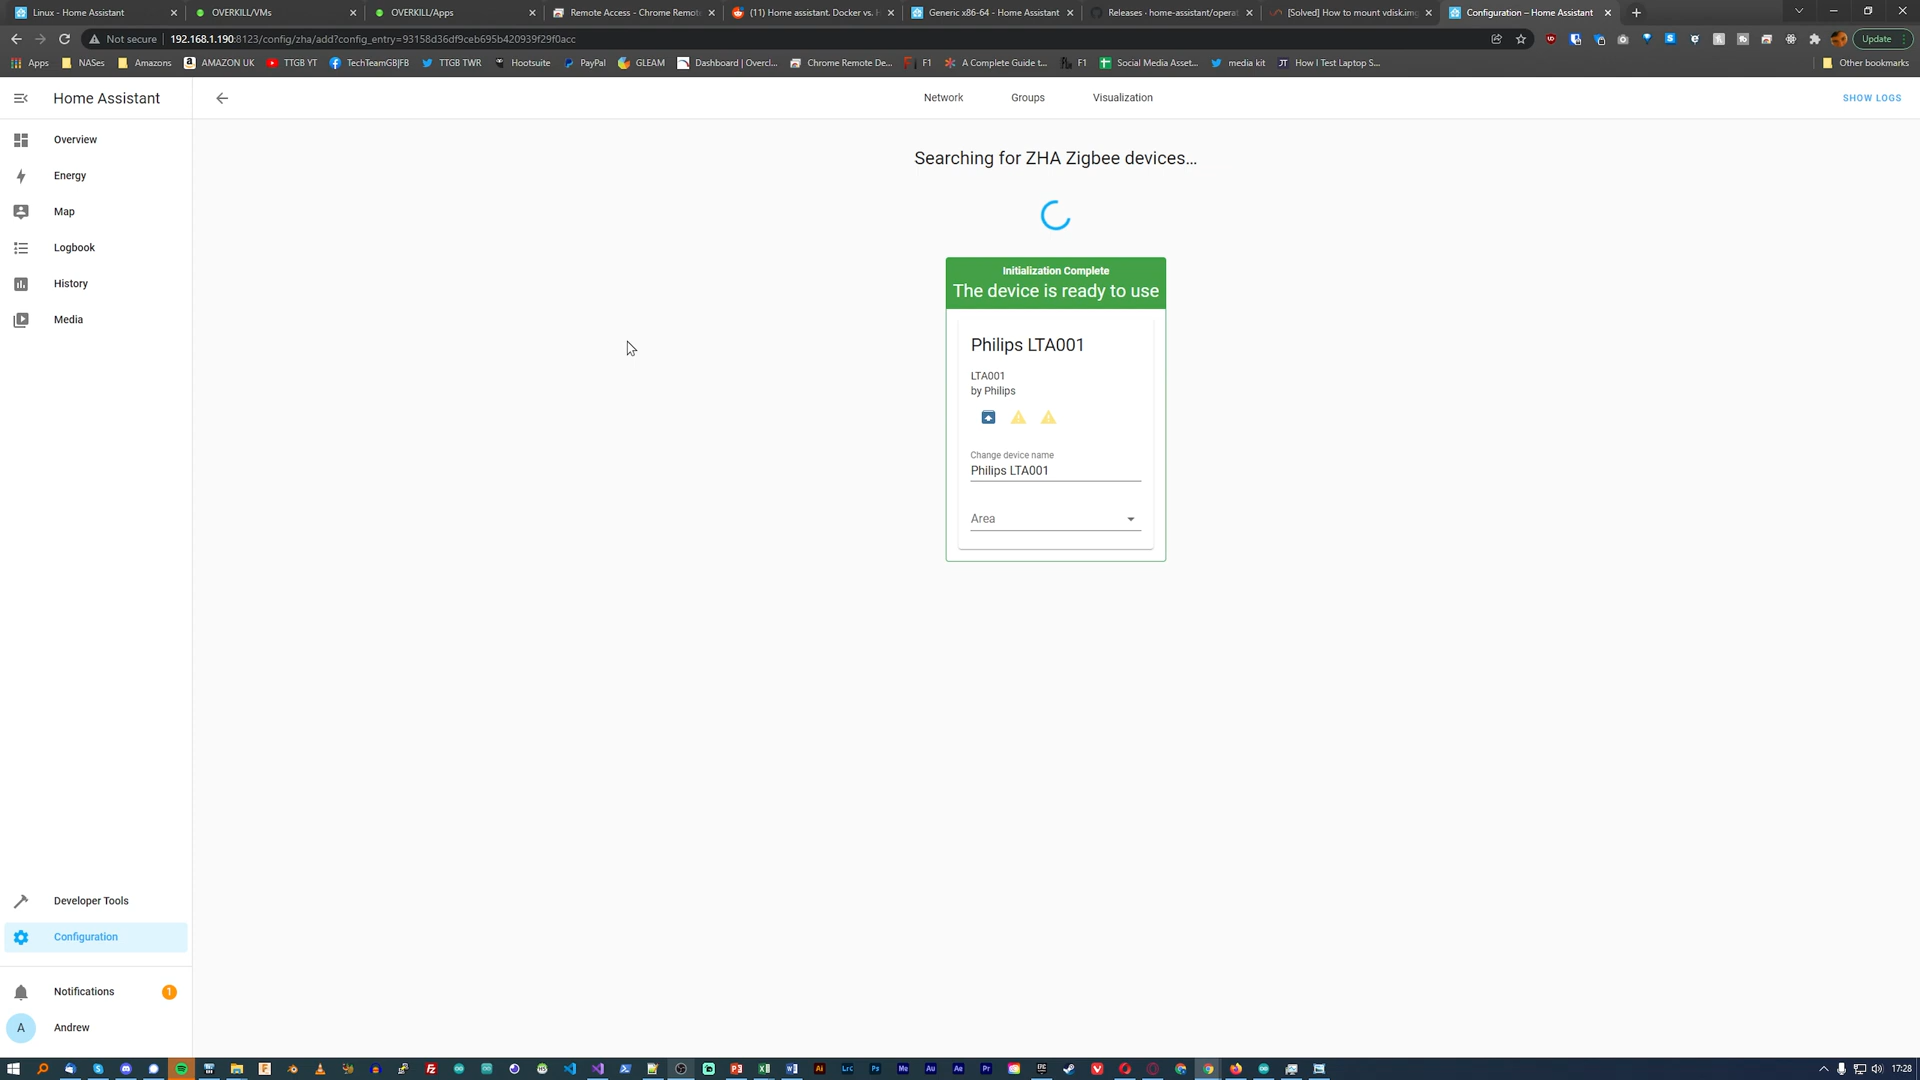 Linux - Home Assistant
OVERKILL/VMs
OVERKILL/Apps
Remote Access - Chrome Remot
(11) Home assistant. Docker vs. H
Generic x86-64 - Home Assistant
Releases · home-assistant/operat
[Solved] How to mount vdisk.img
Configuration – Home Assistant
Not secure
192.168.1.190:8123/config/zha/add?config_entry=93158d36df9ceb695b420939f29f0acc
Update
Apps
NASes
Amazons
AMAZON UK
TTGB YT
TechTeamGB|FB
TTGB TWR
Hootsuite
PayPal
GLEAM
Dashboard | Overcl...
Chrome Remote De...
F1
A Complete Guide t...
F1
Social Media Asset...
media kit
How I Test Laptop S...
Other bookmarks
Home Assistant
Network
Groups
Visualization
SHOW LOGS
Overview
Energy
Map
Logbook
History
Media
Searching for ZHA Zigbee devices...
Initialization Complete
The device is ready to use
Philips LTA001
LTA001
by Philips
Change device name
Philips LTA001
Area
Developer Tools
Configuration
Notifications
1
A
Andrew
17:28